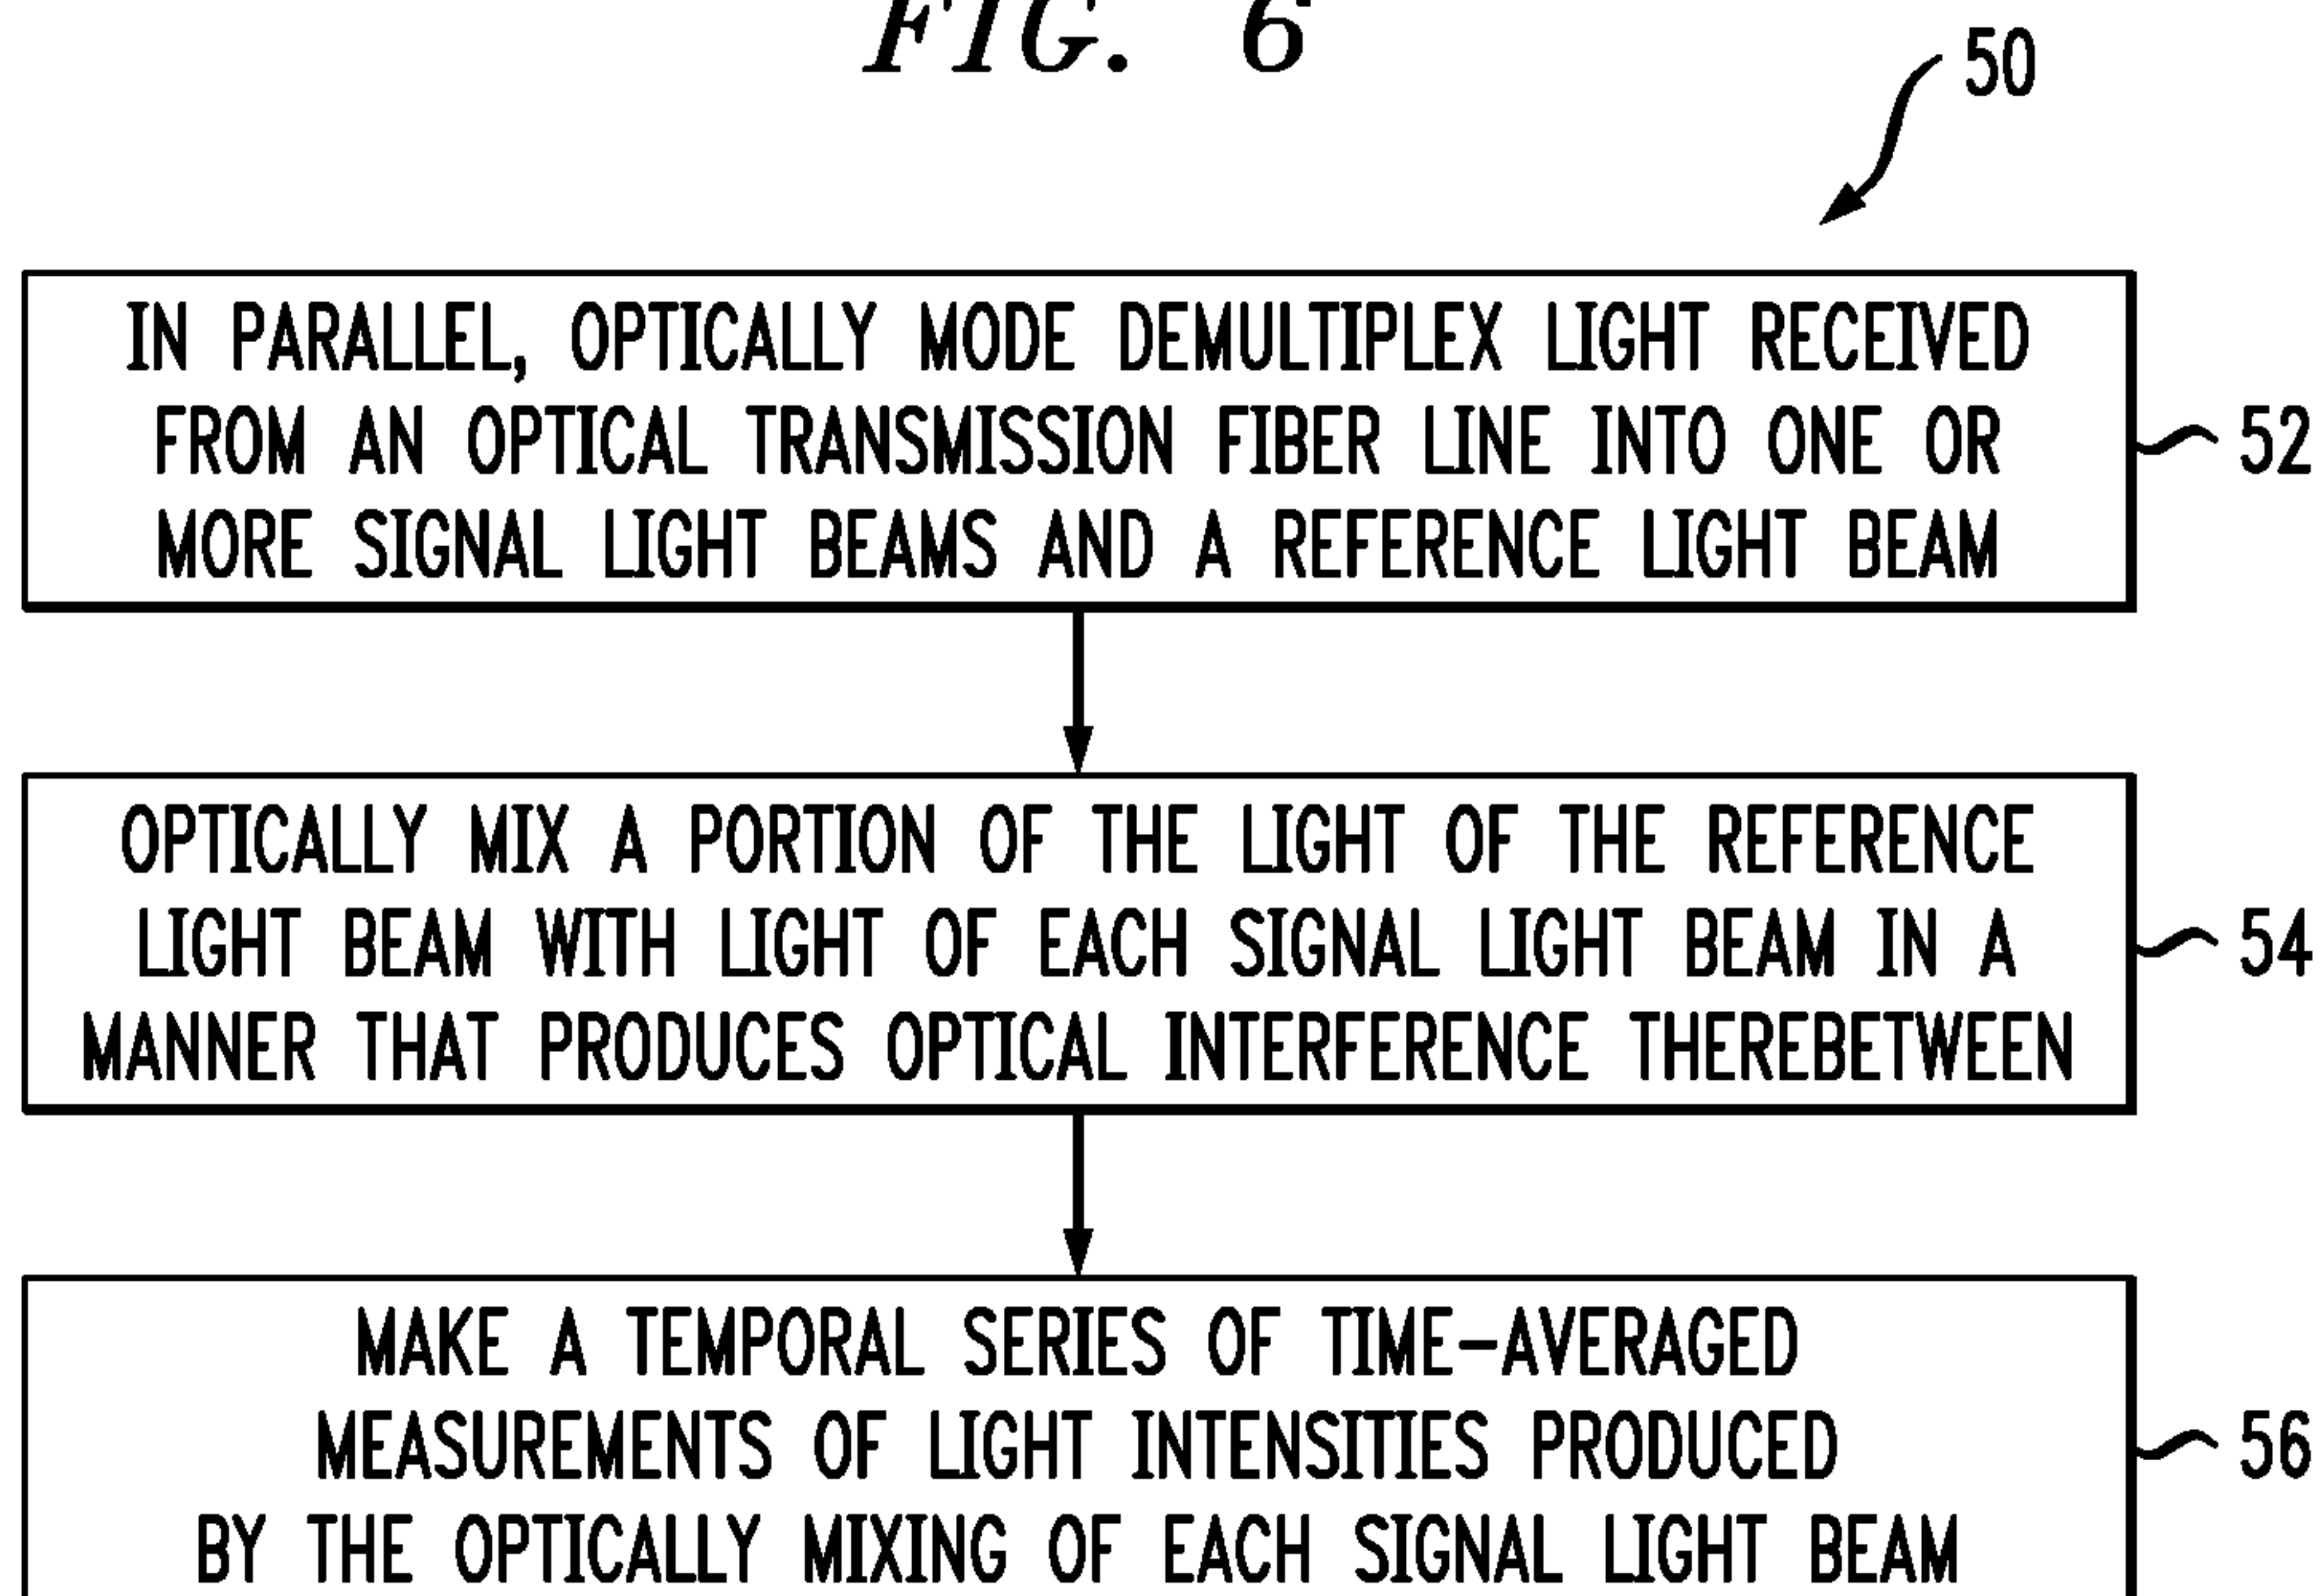 FIG. 6
50
IN PARALLEL, OPTICALLY MODE DEMULTIPLEX LIGHT RECEIVED
FROM AN OPTICAL TRANSMISSION FIBER LINE INTO ONE OR
MORE SIGNAL LIGHT BEAMS AND A REFERENCE LIGHT BEAM
52
OPTICALLY MIX A PORTION OF THE LIGHT OF THE REFERENCE
LIGHT BEAM WITH LIGHT OF EACH SIGNAL LIGHT BEAM IN A
MANNER THAT PRODUCES OPTICAL INTERFERENCE THEREBETWEEN
54
MAKE A TEMPORAL SERIES OF TIME-AVERAGED
MEASUREMENTS OF LIGHT INTENSITIES PRODUCED
BY THE OPTICALLY MIXING OF EACH SIGNAL LIGHT BEAM
56